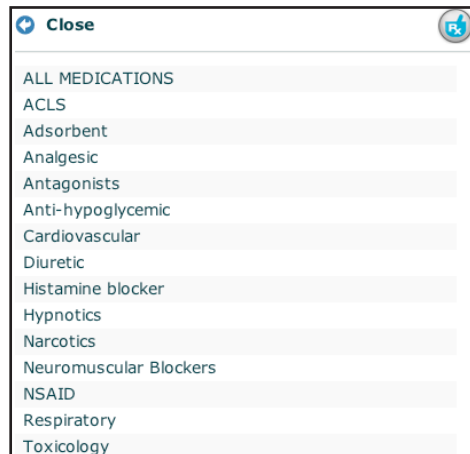 Close
Rx
ALL MEDICATIONS
ACLS
Adsorbent
Analgesic
Antagonists
Anti-hypoglycemic
Cardiovascular
Diuretic
Histamine blocker
Hypnotics
Narcotics
Neuromuscular Blockers
NSAID
Respiratory
Toxicology